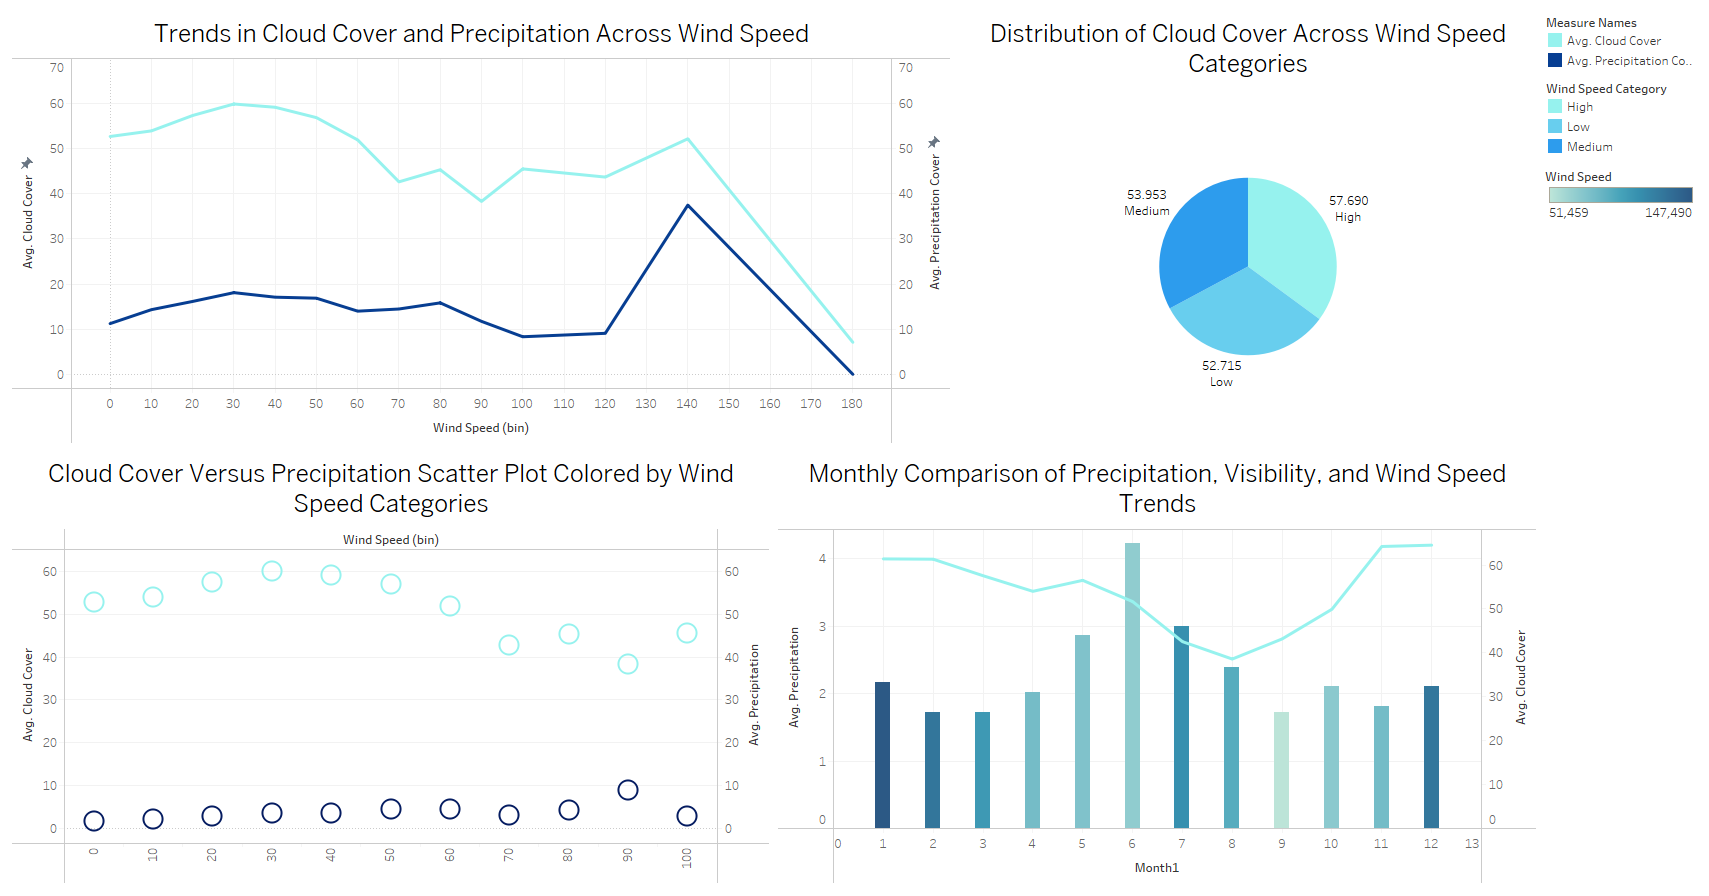 Trends in Cloud Cover and Precipitation Across Wind Speed
70
60
50
40
30
20
10
0
Avg. Cloud Cover
70
60
50
40
30
20
10
0
Avg. Precipitation Cover
0 10 20 30 40 50 60 70 80 90 100 110 120 130 140 150 160 170 180
Wind Speed (bin)
Distribution of Cloud Cover Across Wind Speed
Categories
53.953
Medium
57.690
High
52.715
Low
Measure Names
Avg. Cloud Cover
Avg. Precipitation Co..
Wind Speed Category
High
Low
Medium
Wind Speed
51,459 147,490
Cloud Cover Versus Precipitation Scatter Plot Colored by Wind
Speed Categories
Wind Speed (bin)
60
50
40
30
20
10
0
Avg. Cloud Cover
60
50
40
30
20
10
0
Avg. Precipitation
0 10 20 30 40 50 60 70 80 90 100
Monthly Comparison of Precipitation, Visibility, and Wind Speed
Trends
4
3
2
1
0
Avg. Precipitation
60
50
40
30
20
10
0
Avg. Cloud Cover
0 1 2 3 4 5 6 7 8 9 10 11 12 13
Month1